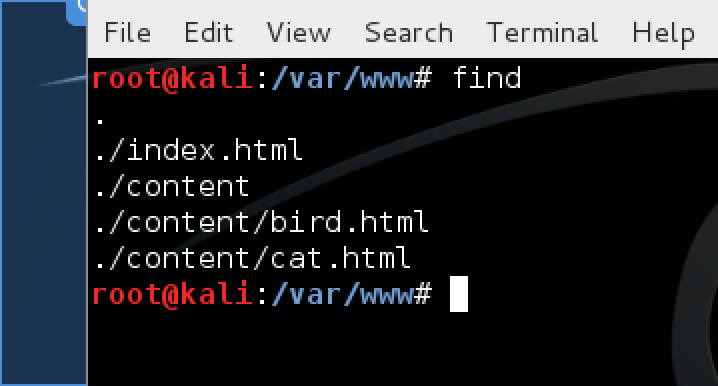 File Edit View Search Terminal Help
root@kali:/var/www# find
.
./index.html
./content
./content/bird.html
./content/cat.html
root@kali:/var/www#